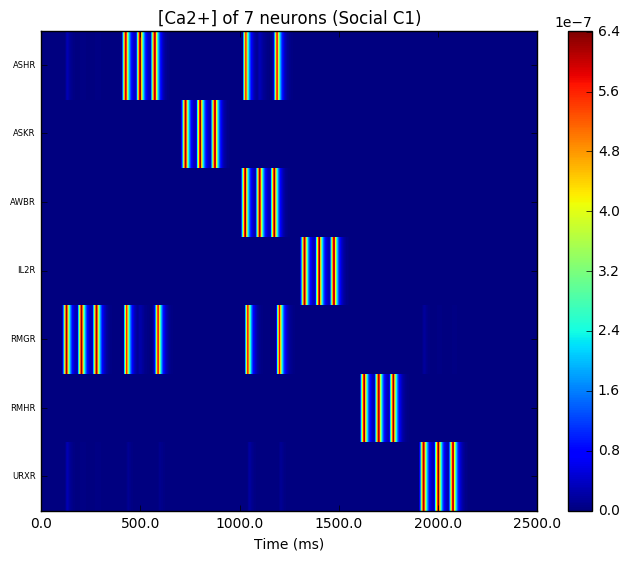 [Ca2+] of 7 neurons (Social C1)
1e−7
ASHR
ASKR
AWBR
IL2R
RMGR
RMHR
URXR
0.0 500.0 1000.0 1500.0 2000.0 2500.0
Time (ms)
6.4
5.6
4.8
4.0
3.2
2.4
1.6
0.8
0.0